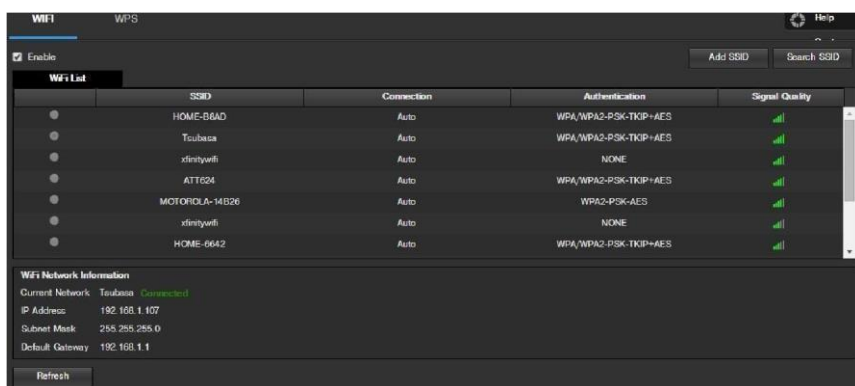 WIFI WPS Help
Enable Add SSID Search SSID
WiFi List
SSID Connection Authentication Signal Quality
HOME-B6AD Auto WPA/WPA2-PSK-TKIP+AES
Tsubasa Auto WPA/WPA2-PSK-TKIP+AES
xfinitywifi Auto NONE
ATT624 Auto WPA/WPA2-PSK-TKIP+AES
MOTOROLA-14B26 Auto WPA2-PSK-AES
xfinitywifi Auto NONE
HOME-6642 Auto WPA/WPA2-PSK-TKIP+AES
WiFi Network Information
Current Network Tsubasa Connected
IP Address 192.168.1.107
Subnet Mask 255.255.255.0
Default Gateway 192.168.1.1
Refresh